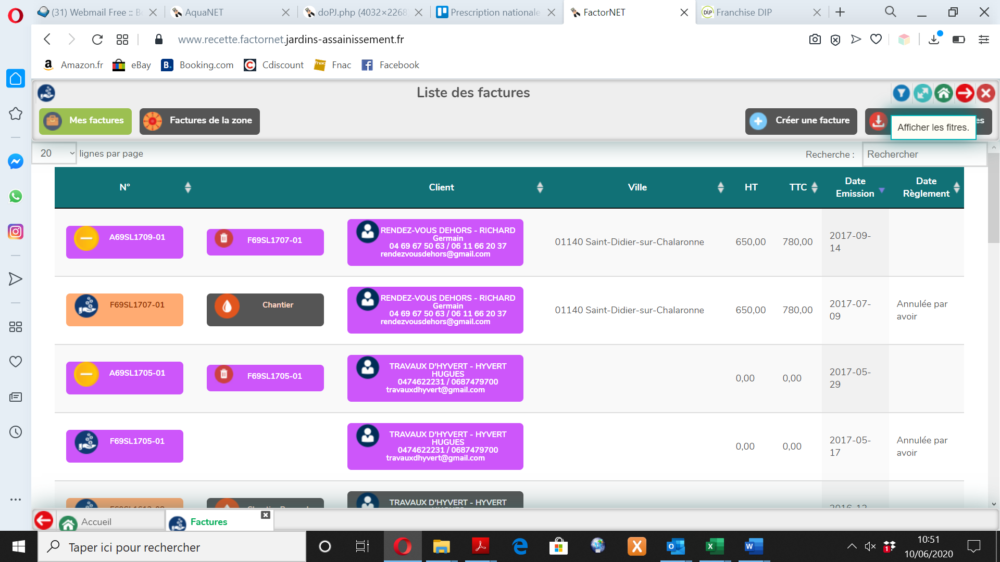 (31) Webmail Free :: B
AquaNET
doPJ.php (4032×2268
Prescription nationale
FactorNET
Franchise DIP
www.recette.factornet.jardins-assainissement.fr
Amazon.fr
eBay
Booking.com
Cdiscount
Fnac
Facebook
Liste des factures
Mes factures
Factures de la zone
Créer une facture
es
Afficher les fitres.
20
lignes par page
Recherche :
Rechercher
N°
Client
Ville
HT
TTC
Date
Emission
Date
Règlement
A69SL1709-01
F69SL1707-01
RENDEZ-VOUS DEHORS - RICHARD
Germain
04 69 67 50 63 / 06 11 66 20 37
rendezvousdehors@gmail.com
01140 Saint-Didier-sur-Chalaronne
650,00
780,00
2017-09-
14
F69SL1707-01
Chantier
RENDEZ-VOUS DEHORS - RICHARD
Germain
04 69 67 50 63 / 06 11 66 20 37
rendezvousdehors@gmail.com
01140 Saint-Didier-sur-Chalaronne
650,00
780,00
2017-07-
09
Annulée par
avoir
A69SL1705-01
F69SL1705-01
TRAVAUX D'HYVERT - HYVERT
HUGUES
0474622231 / 0687479700
travauxdhyvert@gmail.com
0,00
0,00
2017-05-
29
F69SL1705-01
TRAVAUX D'HYVERT - HYVERT
HUGUES
0474622231 / 0687479700
travauxdhyvert@gmail.com
0,00
0,00
2017-05-
17
Annulée par
avoir
TRAVAUX D'HYVERT - HYVERT
2016-12-
Accueil
Factures
Taper ici pour rechercher
10:51
10/06/2020